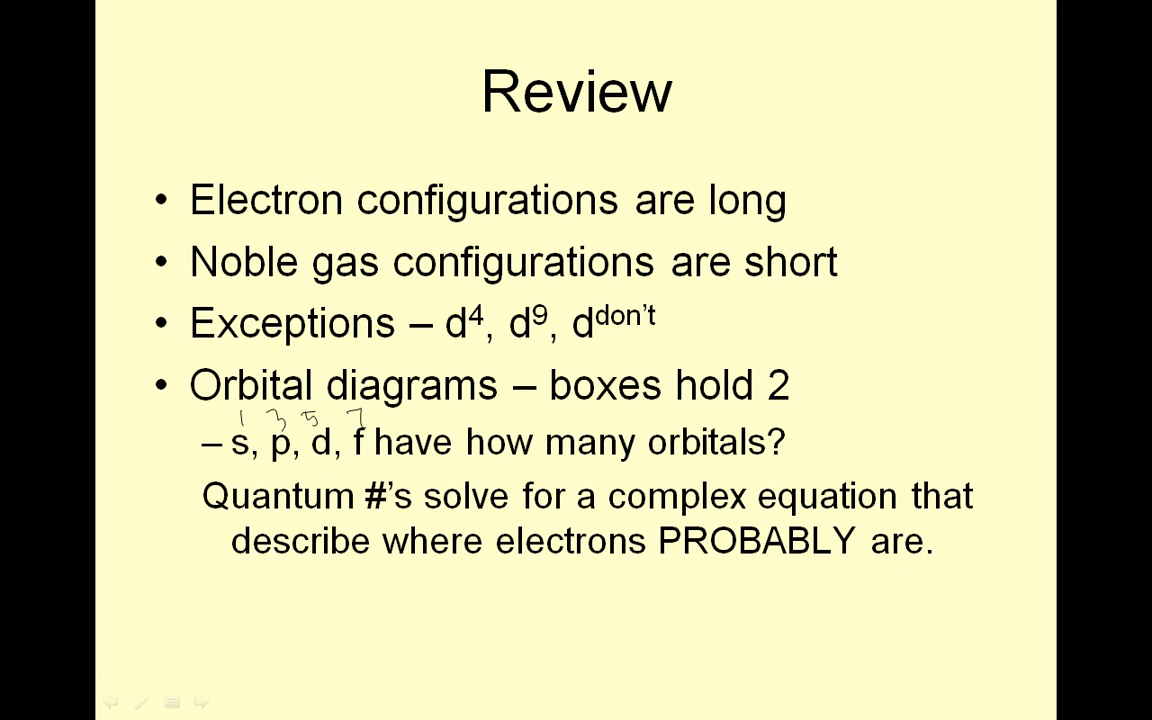 Review
• Electron configurations are long
• Noble gas configurations are short
• Exceptions – d⁴, d⁹, dᵈᵒⁿ’ᵗ
• Orbital diagrams – boxes hold 2
1 3 5 7
– s, p, d, f have how many orbitals?
Quantum #’s solve for a complex equation that
describe where electrons PROBABLY are.